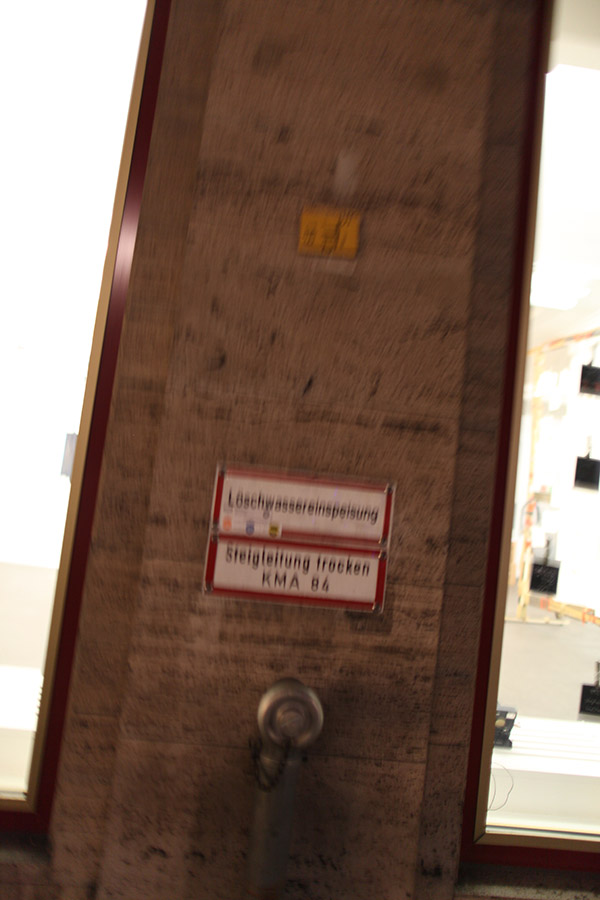 Löschwassereinspeisung
Steigleitung trocken
KMA 84